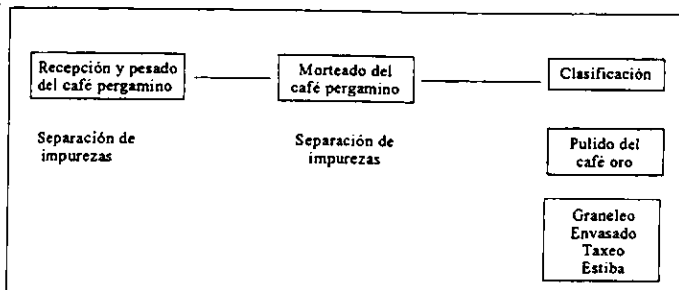 Recepción y pesado
del café pergamino
Morteado del
café pergamino
Clasificación
Separación de
impurezas
Separación de
impurezas
Pulido del
café oro
Graneleo
Envasado
Taxeo
Estiba